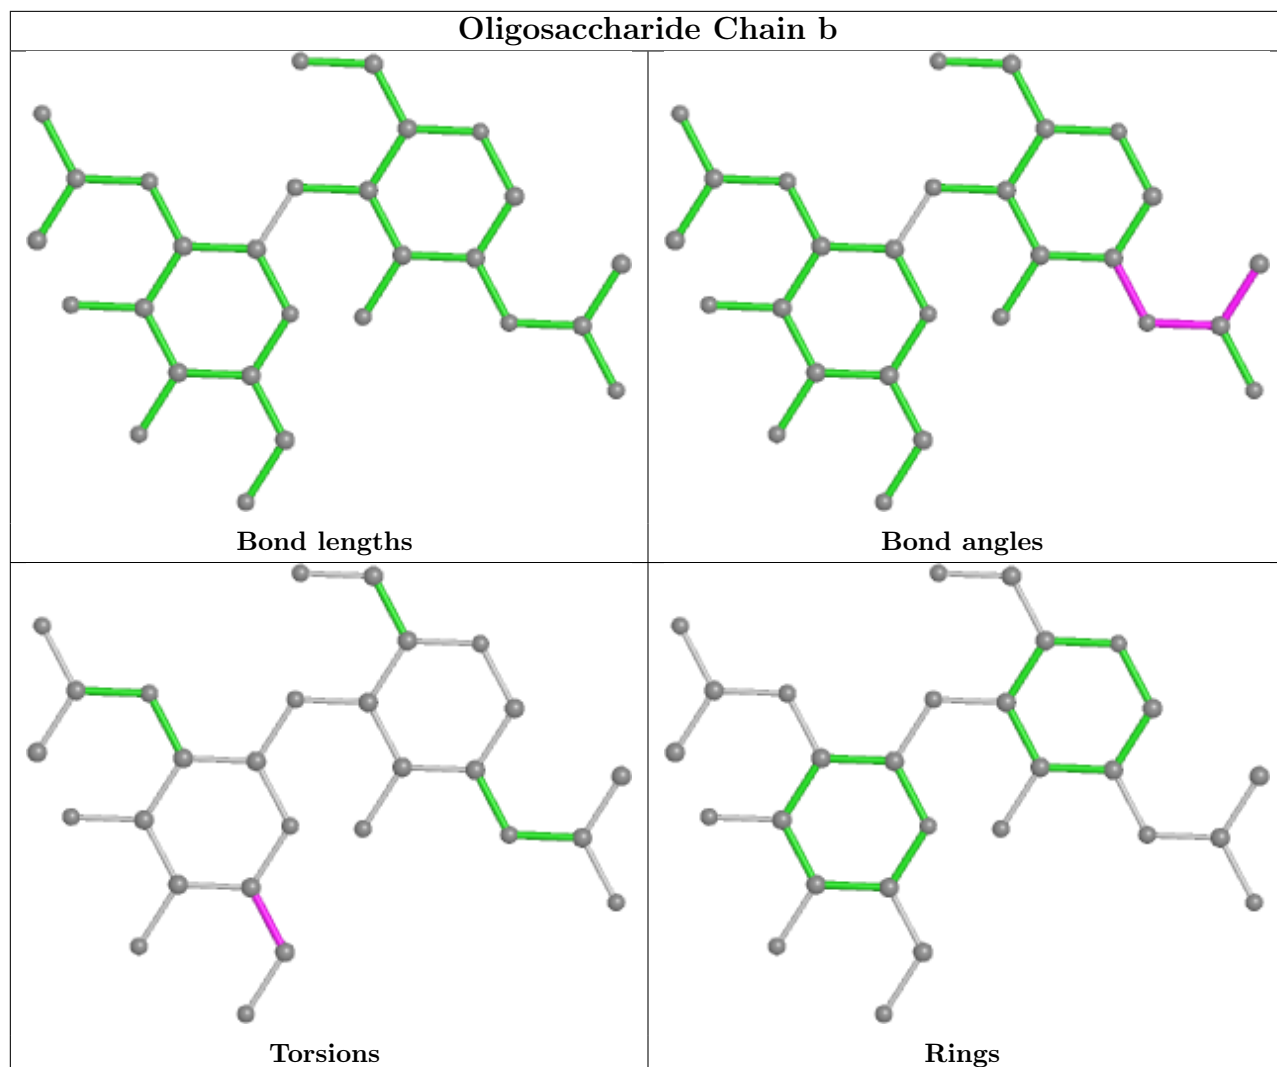 Oligosaccharide Chain b
Bond lengths
Bond angles
Torsions
Rings